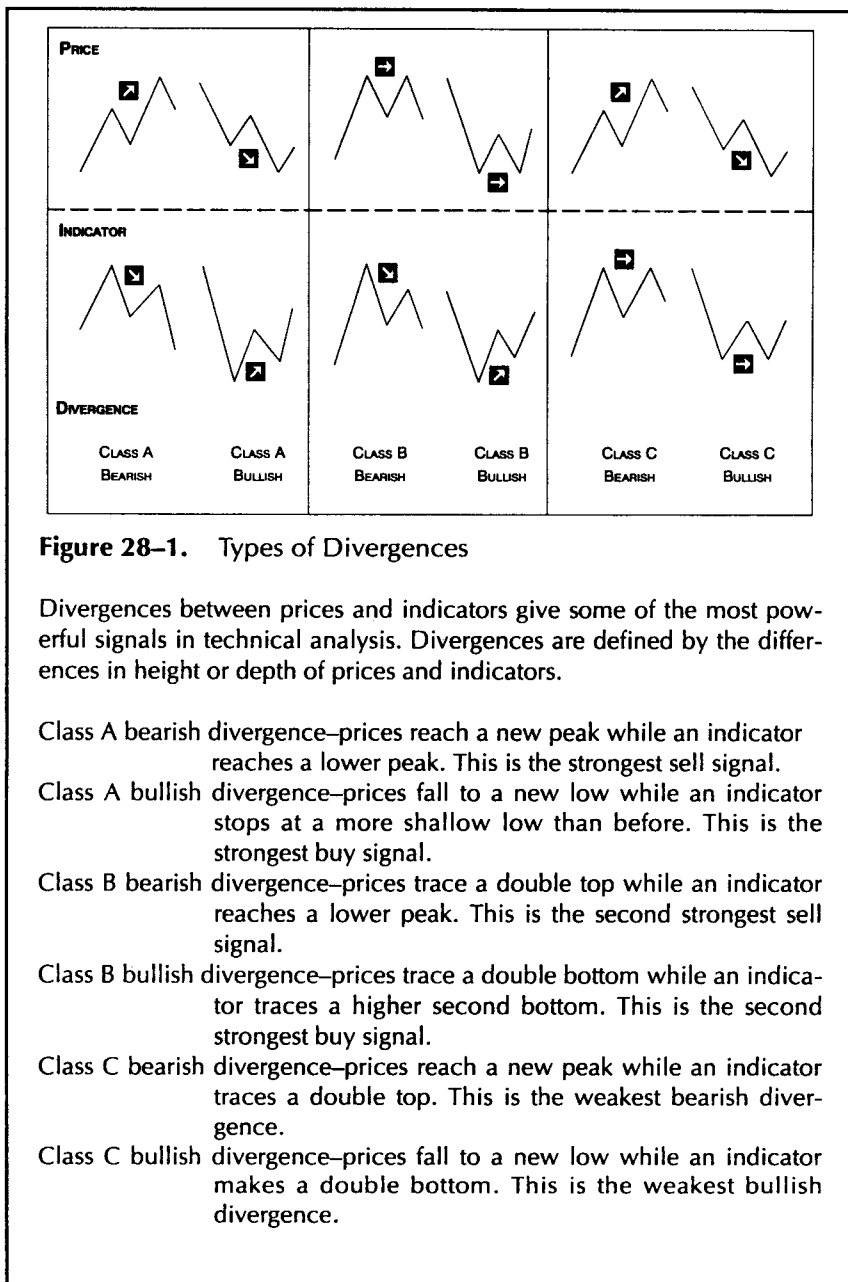 PRICE
INDICATOR
DIVERGENCE
CLASS A
BEARISH
CLASS A
BULLISH
CLASS B
BEARISH
CLASS B
BULLISH
CLASS C
BEARISH
CLASS C
BULLISH
Figure 28–1. Types of Divergences
Divergences between prices and indicators give some of the most pow-
erful signals in technical analysis. Divergences are defined by the differ-
ences in height or depth of prices and indicators.
Class A bearish divergence–prices reach a new peak while an indicator
reaches a lower peak. This is the strongest sell signal.
Class A bullish divergence–prices fall to a new low while an indicator
stops at a more shallow low than before. This is the
strongest buy signal.
Class B bearish divergence–prices trace a double top while an indicator
reaches a lower peak. This is the second strongest sell
signal.
Class B bullish divergence–prices trace a double bottom while an indica-
tor traces a higher second bottom. This is the second
strongest buy signal.
Class C bearish divergence–prices reach a new peak while an indicator
traces a double top. This is the weakest bearish diver-
gence.
Class C bullish divergence–prices fall to a new low while an indicator
makes a double bottom. This is the weakest bullish
divergence.